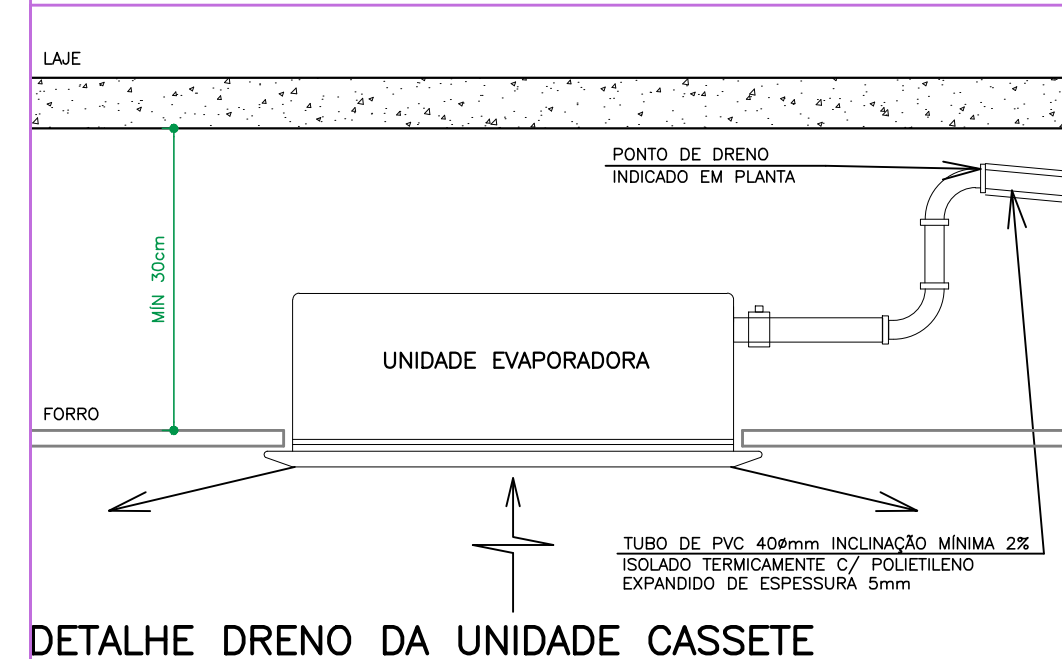 LAJE
PONTO DE DRENO
INDICADO EM PLANTA
MÍN 30cm
UNIDADE EVAPORADORA
FORRO
TUBO DE PVC 40ømm INCLINAÇÃO MÍNIMA 2%
ISOLADO TERMICAMENTE C/ POLIETILENO
EXPANDIDO DE ESPESSURA 5mm
DETALHE DRENO DA UNIDADE CASSETE